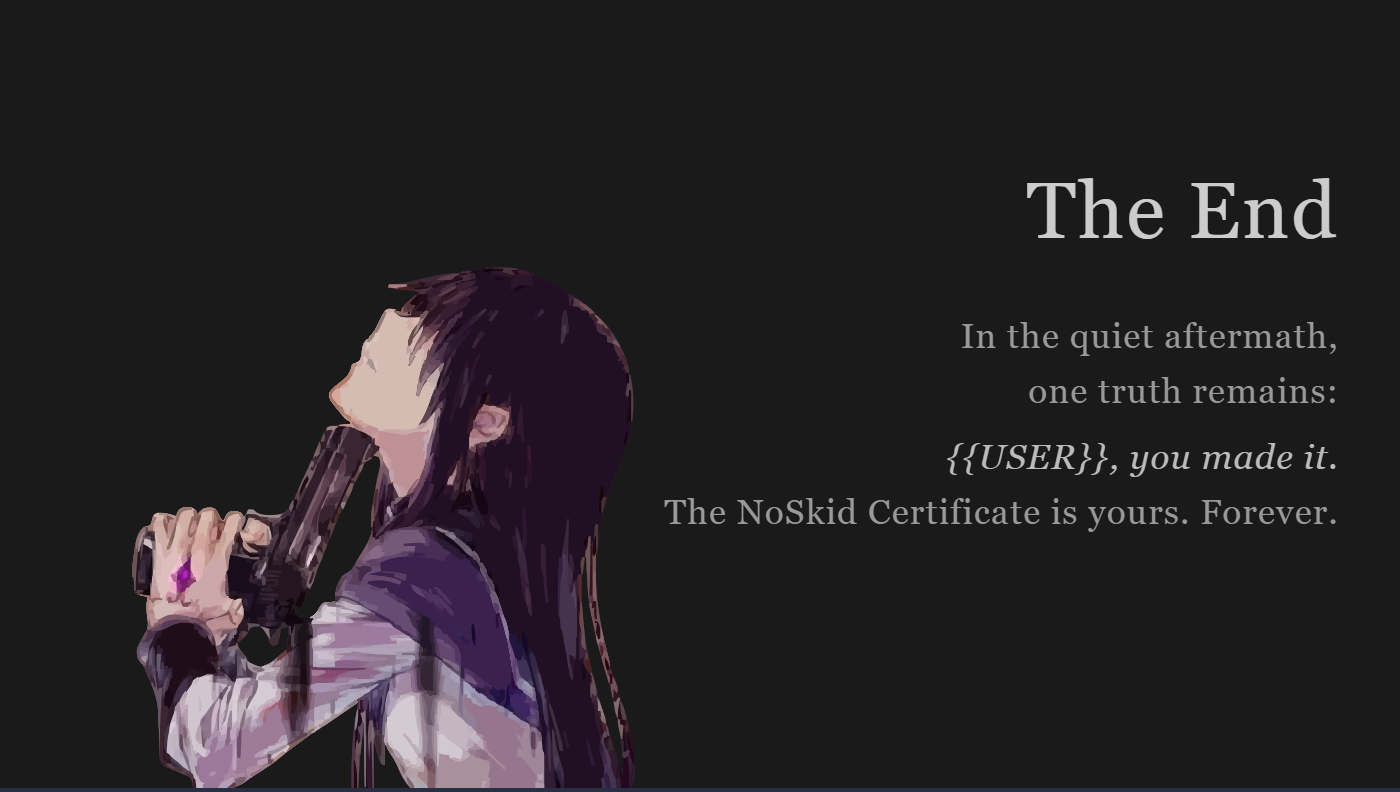 The End
In the quiet aftermath,
one truth remains:
{{USER}}, you made it.
The NoSkid Certificate is yours. Forever.